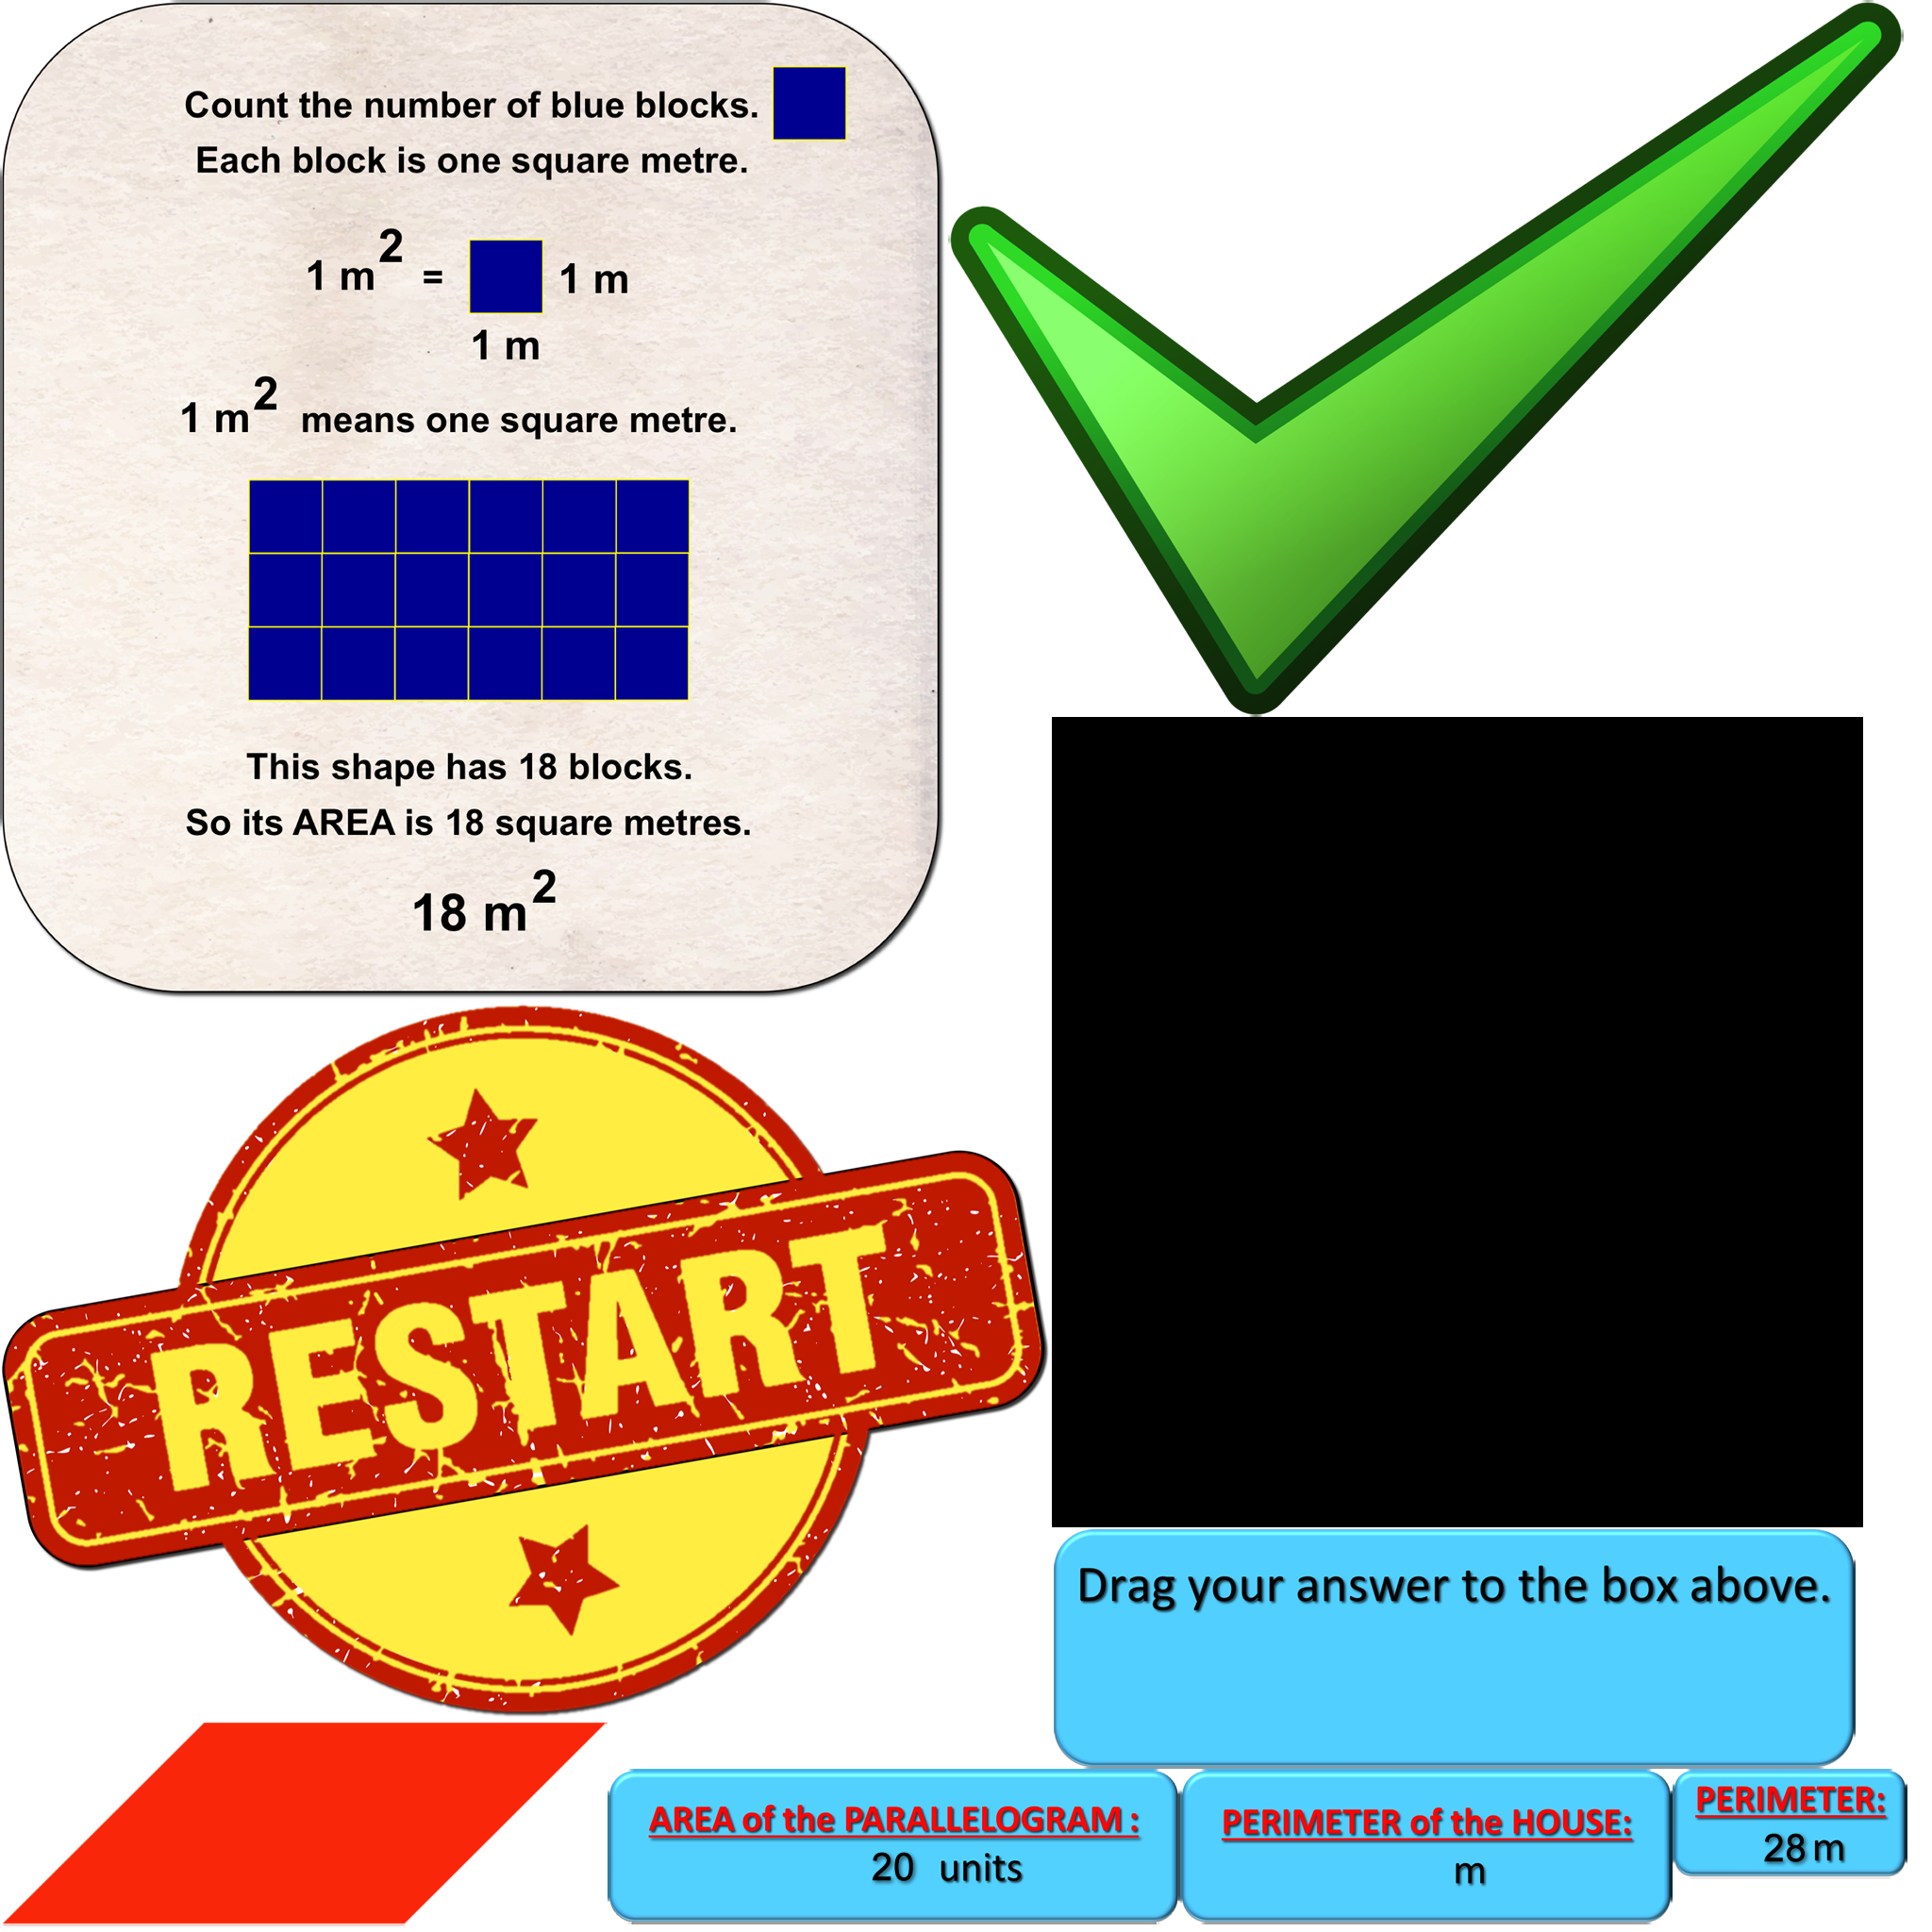 Count the number of blue blocks.
Each block is one square metre.
1 m² = 1 m
1 m
1 m² means one square metre.
This shape has 18 blocks.
So its AREA is 18 square metres.
18 m²
RESTART
Drag your answer to the box above.
AREA of the PARALLELOGRAM :
20 units
PERIMETER of the HOUSE:
m
PERIMETER:
28 m